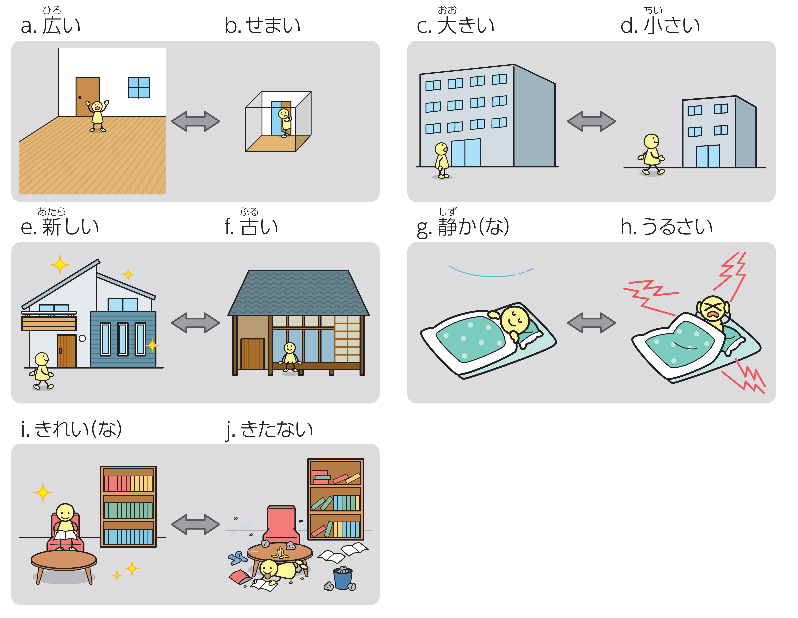 ひろ
a. 広い
b. せまい
おお
c. 大きい
ちい
d. 小さい
あたら
e. 新しい
ふる
f. 古い
しず
g. 静か(な)
h. うるさい
i. きれい(な)
j. きたない